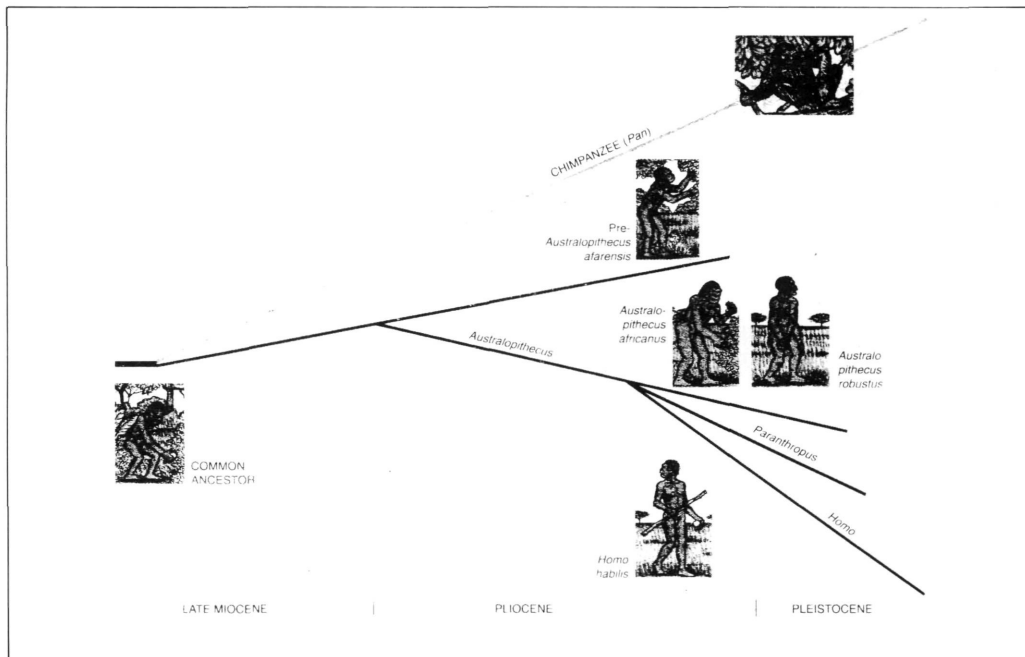 CHIMPANZEE (Pan)
Pre-
Australopithecus
afarensis
Australo-
pithecus
africanus
Australo
pithecus
robustus
Australopithecus
Paranthropus
Homo
COMMON
ANCESTOR
Homo
habilis
LATE MIOCENE
PLIOCENE
PLEISTOCENE